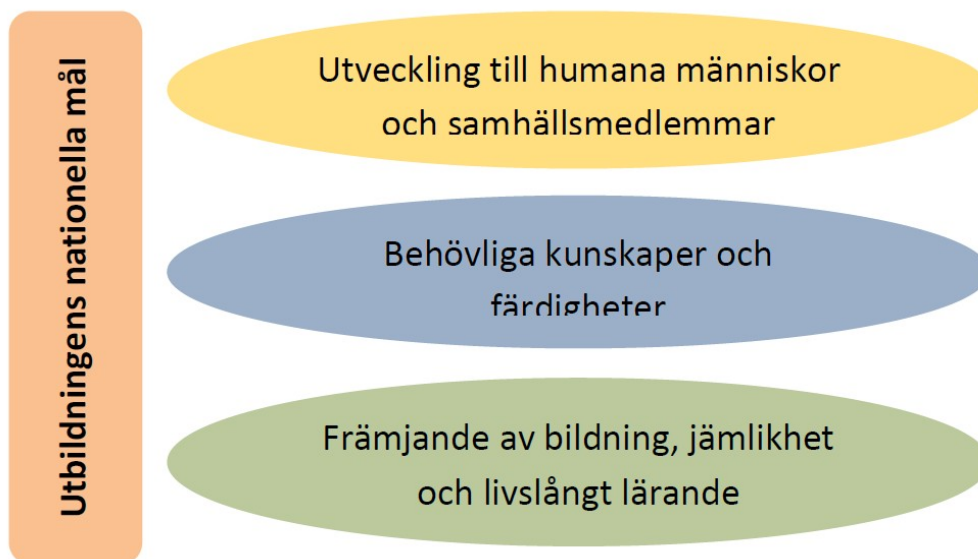 Utbildningens nationella mål
Utveckling till humana människor
och samhällsmedlemmar
Behövliga kunskaper och
färdigheter
Främjande av bildning, jämlikhet
och livslångt lärande